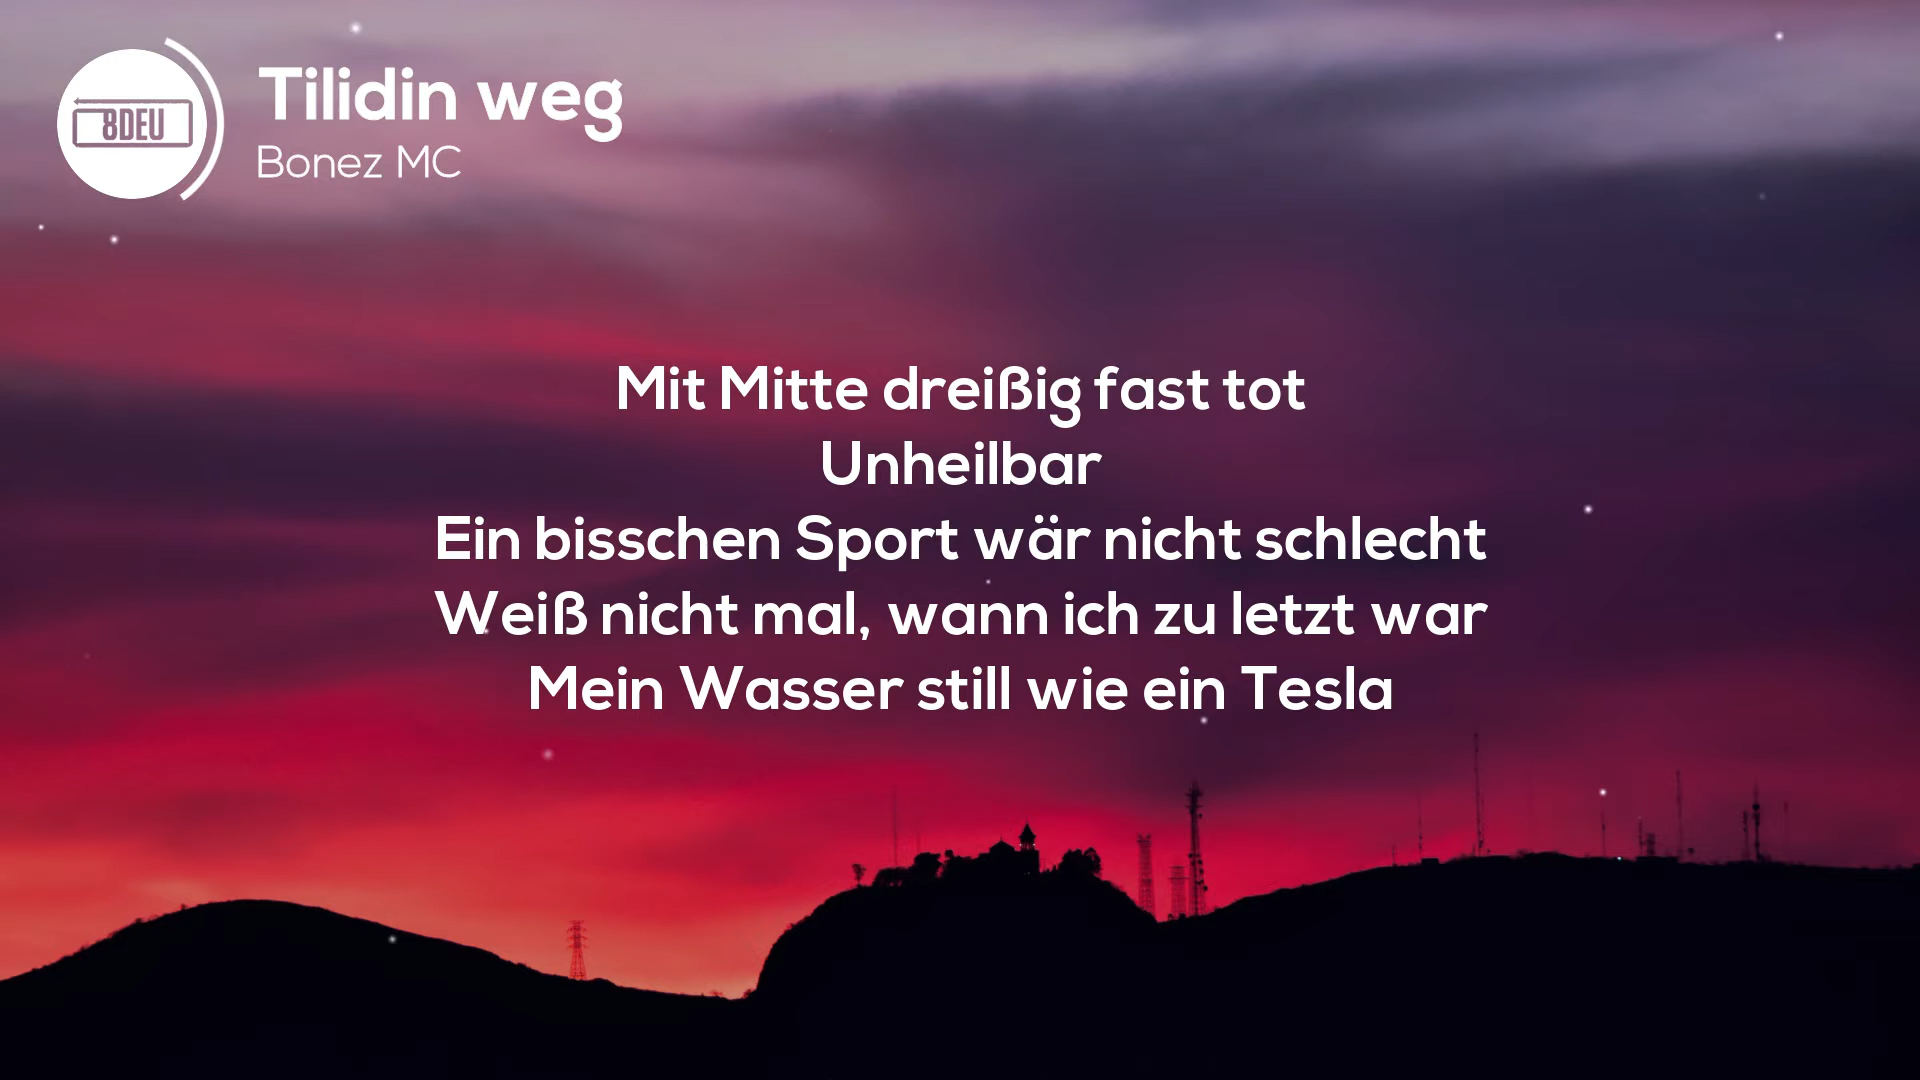 8DEU
Tilidin weg
Bonez MC
Mit Mitte dreißig fast tot
Unheilbar
Ein bisschen Sport wär nicht schlecht
Weiß nicht mal, wann ich zu letzt war
Mein Wasser still wie ein Tesla